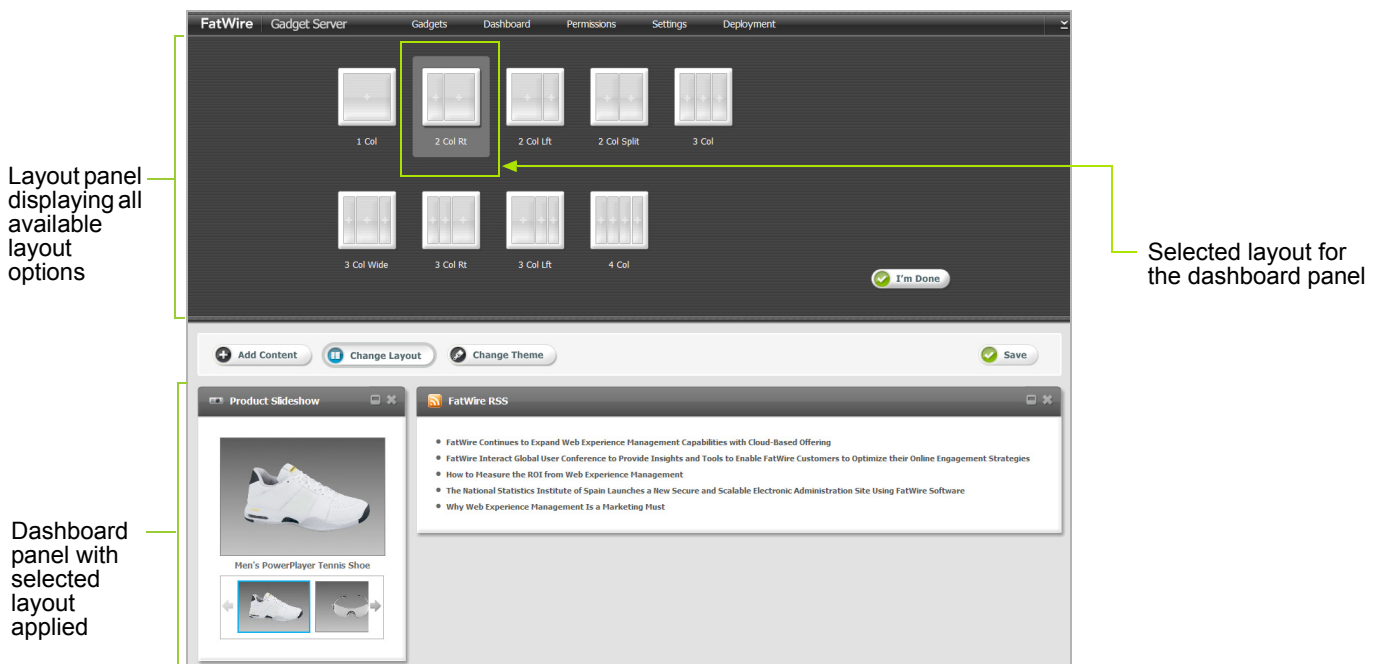 FatWire Gadget Server Gadgets Dashboard Permissions Settings Deployment
1 Col 2 Col Rt 2 Col Lft 2 Col Split 3 Col
3 Col Wide 3 Col Rt 3 Col Lft 4 Col
I'm Done
Layout panel
displaying all
available
layout
options
Selected layout for
the dashboard panel
Add Content Change Layout Change Theme Save
Product Slideshow
FatWire RSS
FatWire Continues to Expand Web Experience Management Capabilities with Cloud-Based Offering
FatWire Interact Global User Conference to Provide Insights and Tools to Enable FatWire Customers to Optimize their Online Engagement Strategies
How to Measure the ROI from Web Experience Management
The National Statistics Institute of Spain Launches a New Secure and Scalable Electronic Administration Site Using FatWire Software
Why Web Experience Management Is a Marketing Must
Men's PowerPlayer Tennis Shoe
Dashboard
panel with
selected
layout
applied